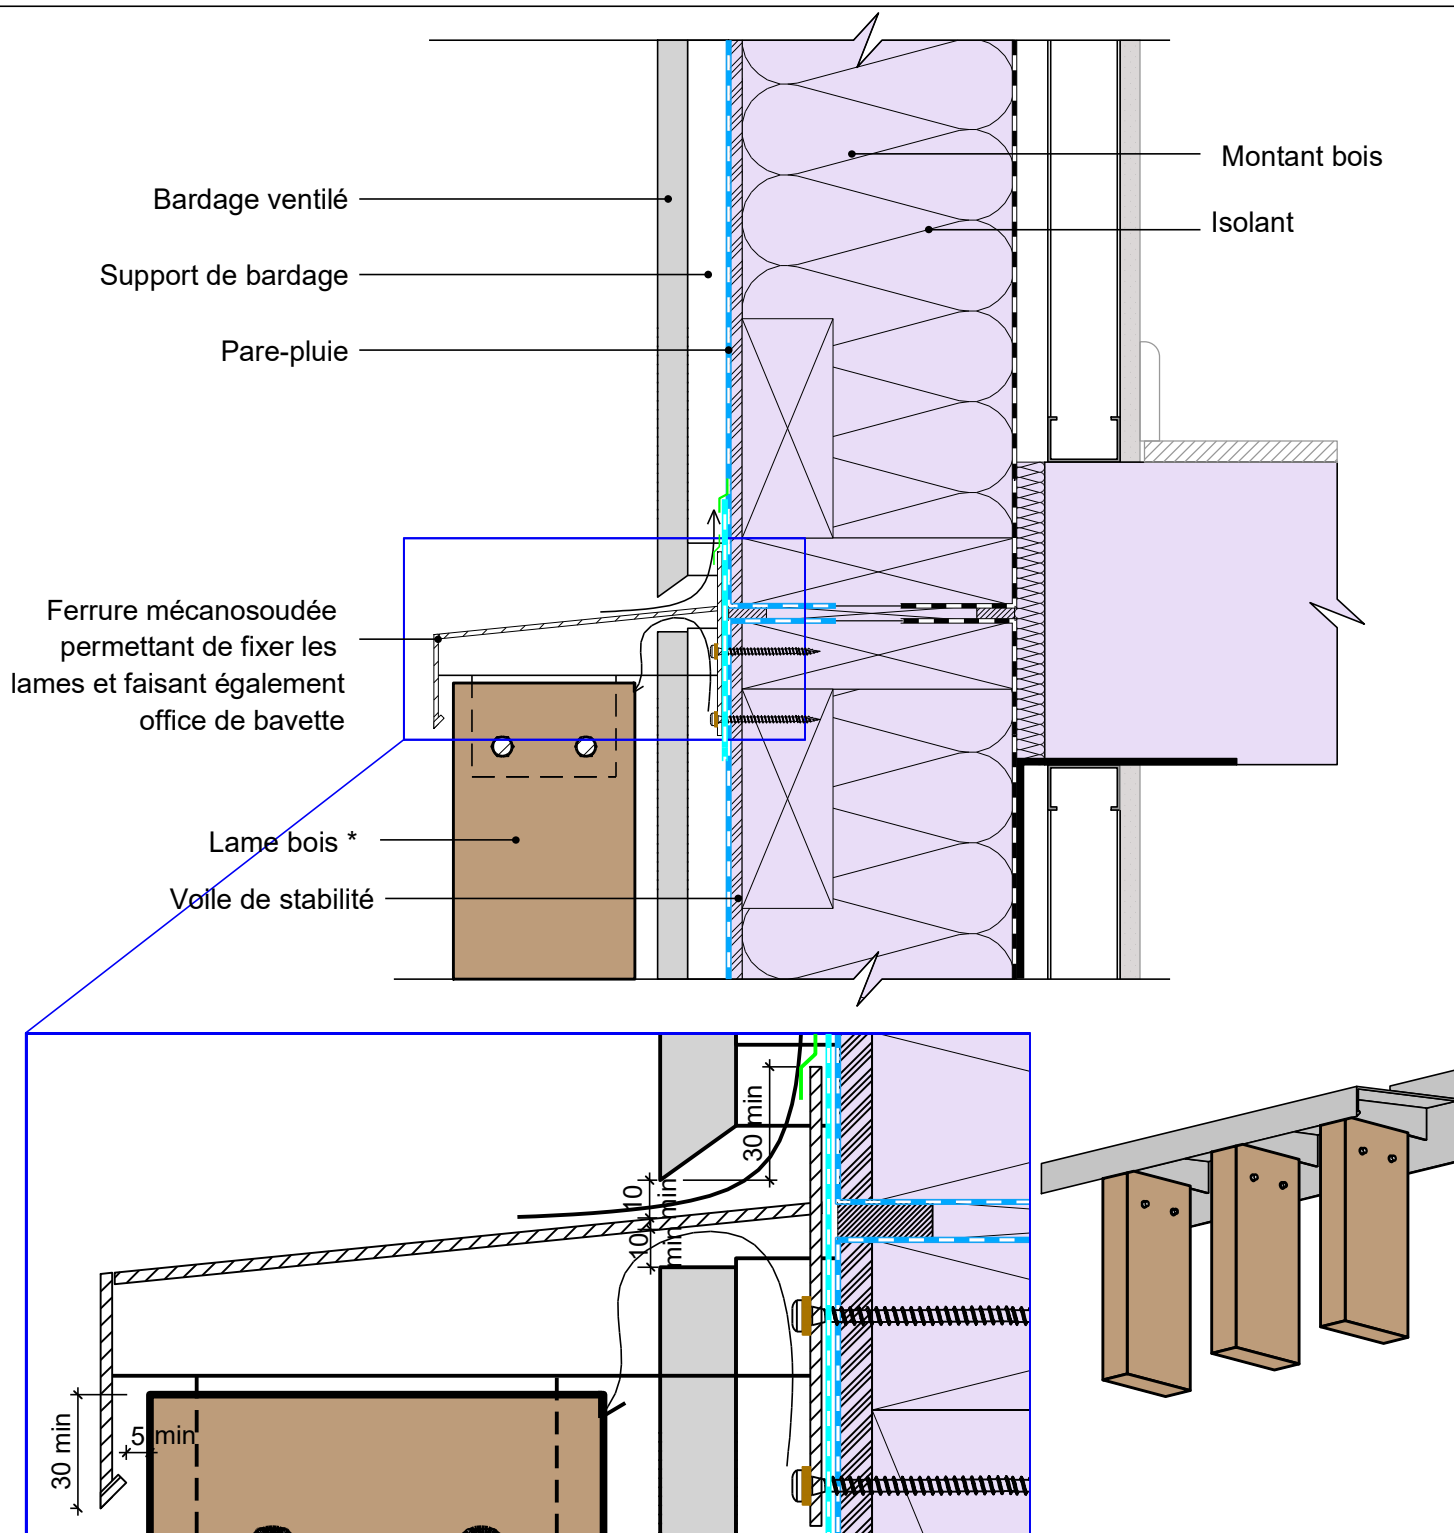 Montant bois
Bardage ventilé
Isolant
Support de bardage
Pare-pluie
Ferrure mécanosoudée
permettant de fixer les
lames et faisant également
office de bavette
Lame bois *
Voile de stabilité
30 min
10
min
10
min
5 min
30 min